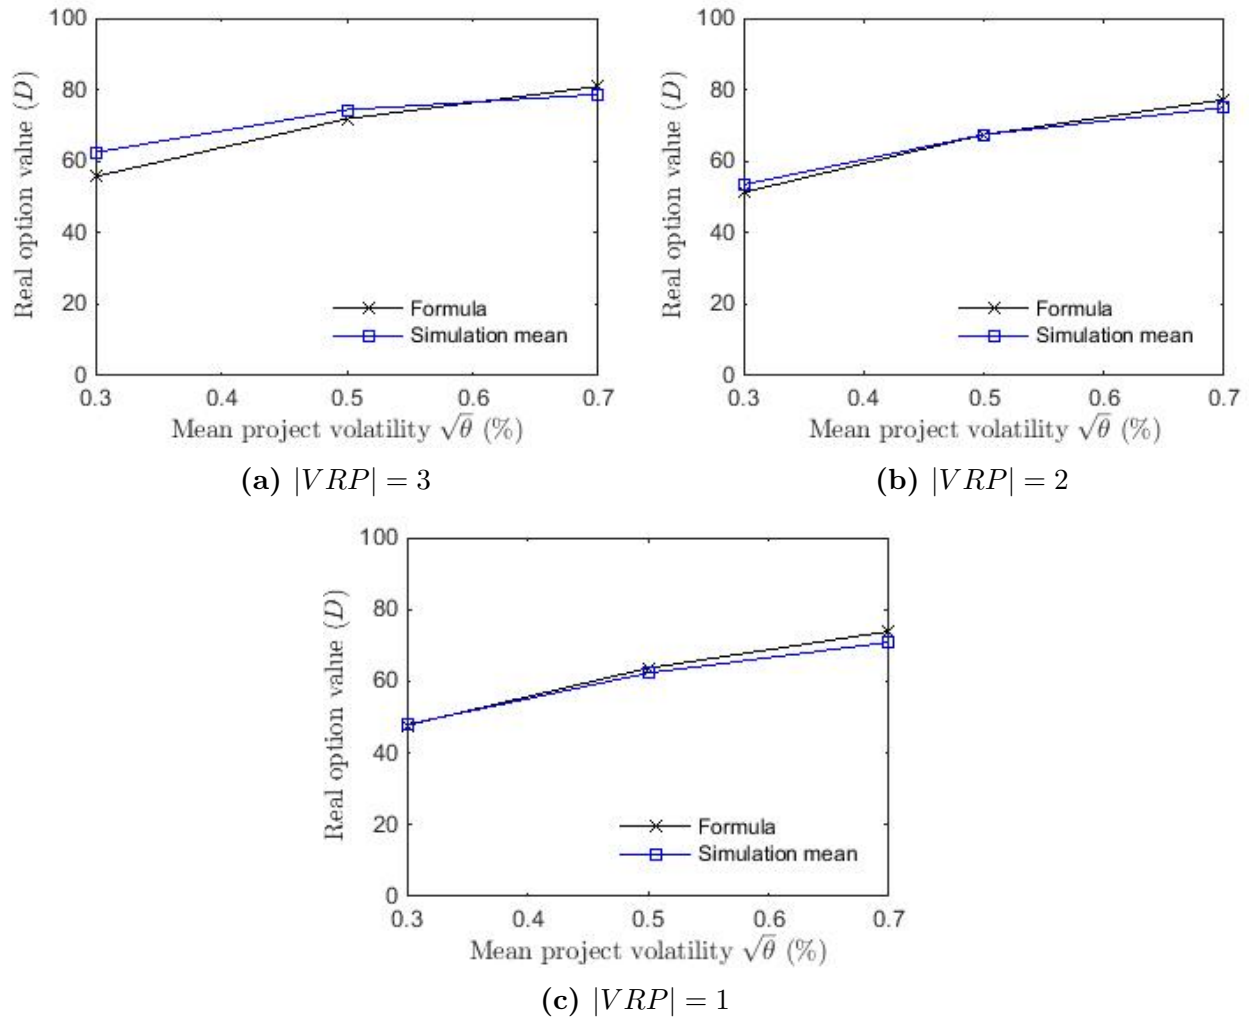 100
80
60
40
20
0
Real option value (D)
Formula
Simulation mean
0.3 0.4 0.5 0.6 0.7
Mean project volatility √θ (%)
(a) |VRP| = 3
100
80
60
40
20
0
Real option value (D)
Formula
Simulation mean
0.3 0.4 0.5 0.6 0.7
Mean project volatility √θ (%)
(b) |VRP| = 2
100
80
60
40
20
0
Real option value (D)
Formula
Simulation mean
0.3 0.4 0.5 0.6 0.7
Mean project volatility √θ (%)
(c) |VRP| = 1